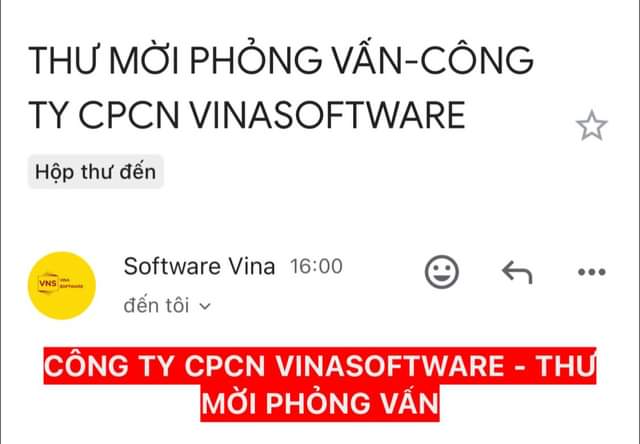 THƯ MỜI PHỎNG VẤN-CÔNG
TY CPCN VINASOFTWARE
Hộp thư đến
VNS
VINA
SOFTWARE
Software Vina 16:00
đến tôi
CÔNG TY CPCN VINASOFTWARE - THƯ
MỜI PHỎNG VẤN